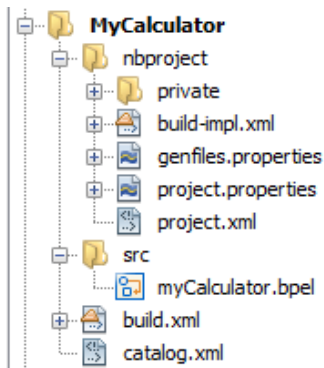 MyCalculator
nbproject
private
build-impl.xml
genfiles.properties
project.properties
project.xml
src
myCalculator.bpel
build.xml
catalog.xml